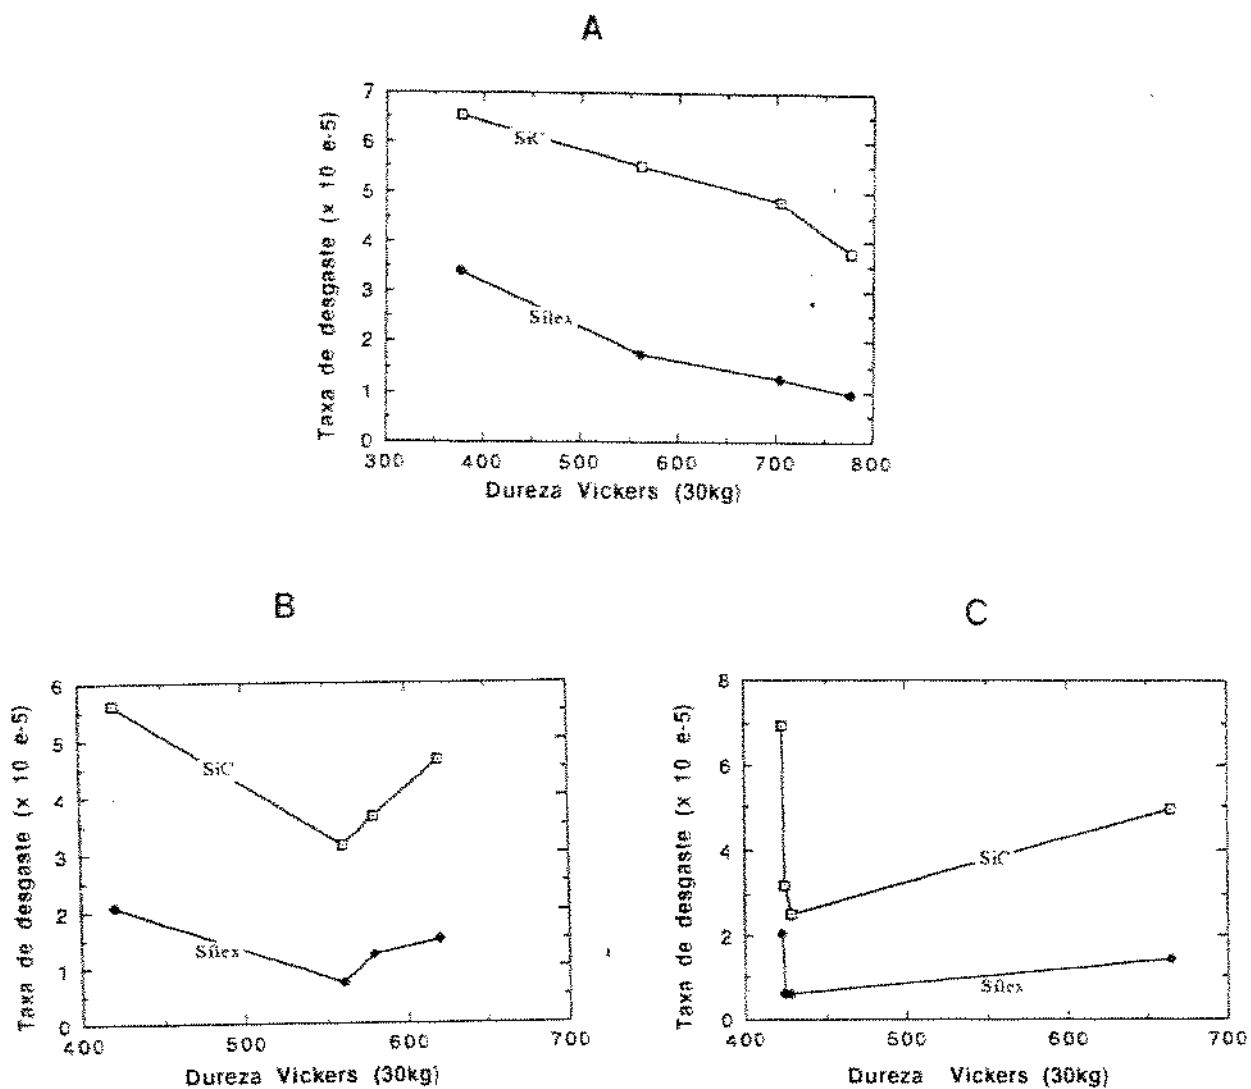 A
Taxa de desgaste (x 10 e-5)
7
6
5
4
3
2
1
0
SiC
Sílex
300 400 500 600 700 800
Dureza Vickers (30kg)
B
Taxa de desgaste (x 10 e-5)
6
5
4
3
2
1
0
SiC
Sílex
400 500 600 700
Dureza Vickers (30kg)
C
Taxa de desgaste (x 10 e-5)
8
6
4
2
0
SiC
Sílex
400 500 600 700
Dureza Vickers (30kg)